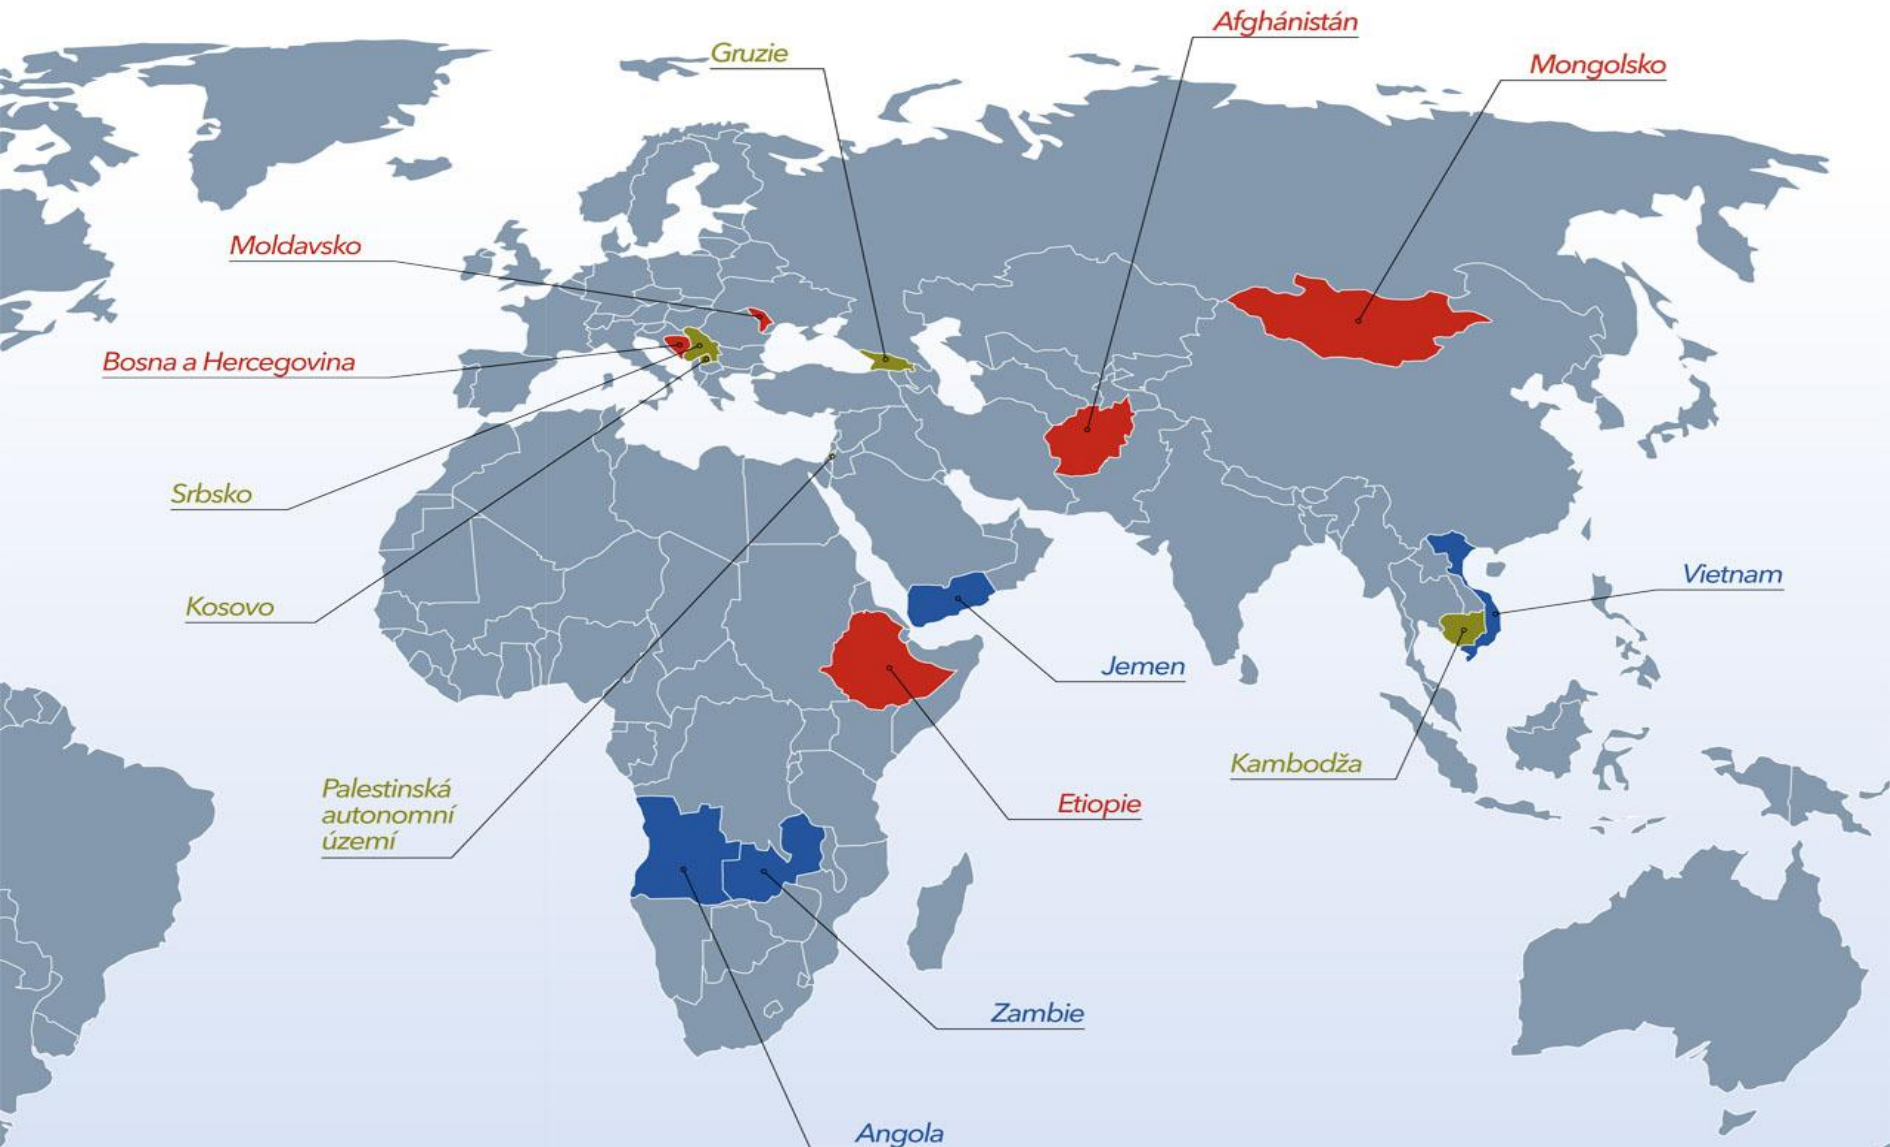 Afghánistán
Gruzie
Mongolsko
Moldavsko
Bosna a Hercegovina
Srbsko
Vietnam
Kosovo
Jemen
Kambodža
Palestinská
autonomní
území
Etiopie
Zambie
Angola